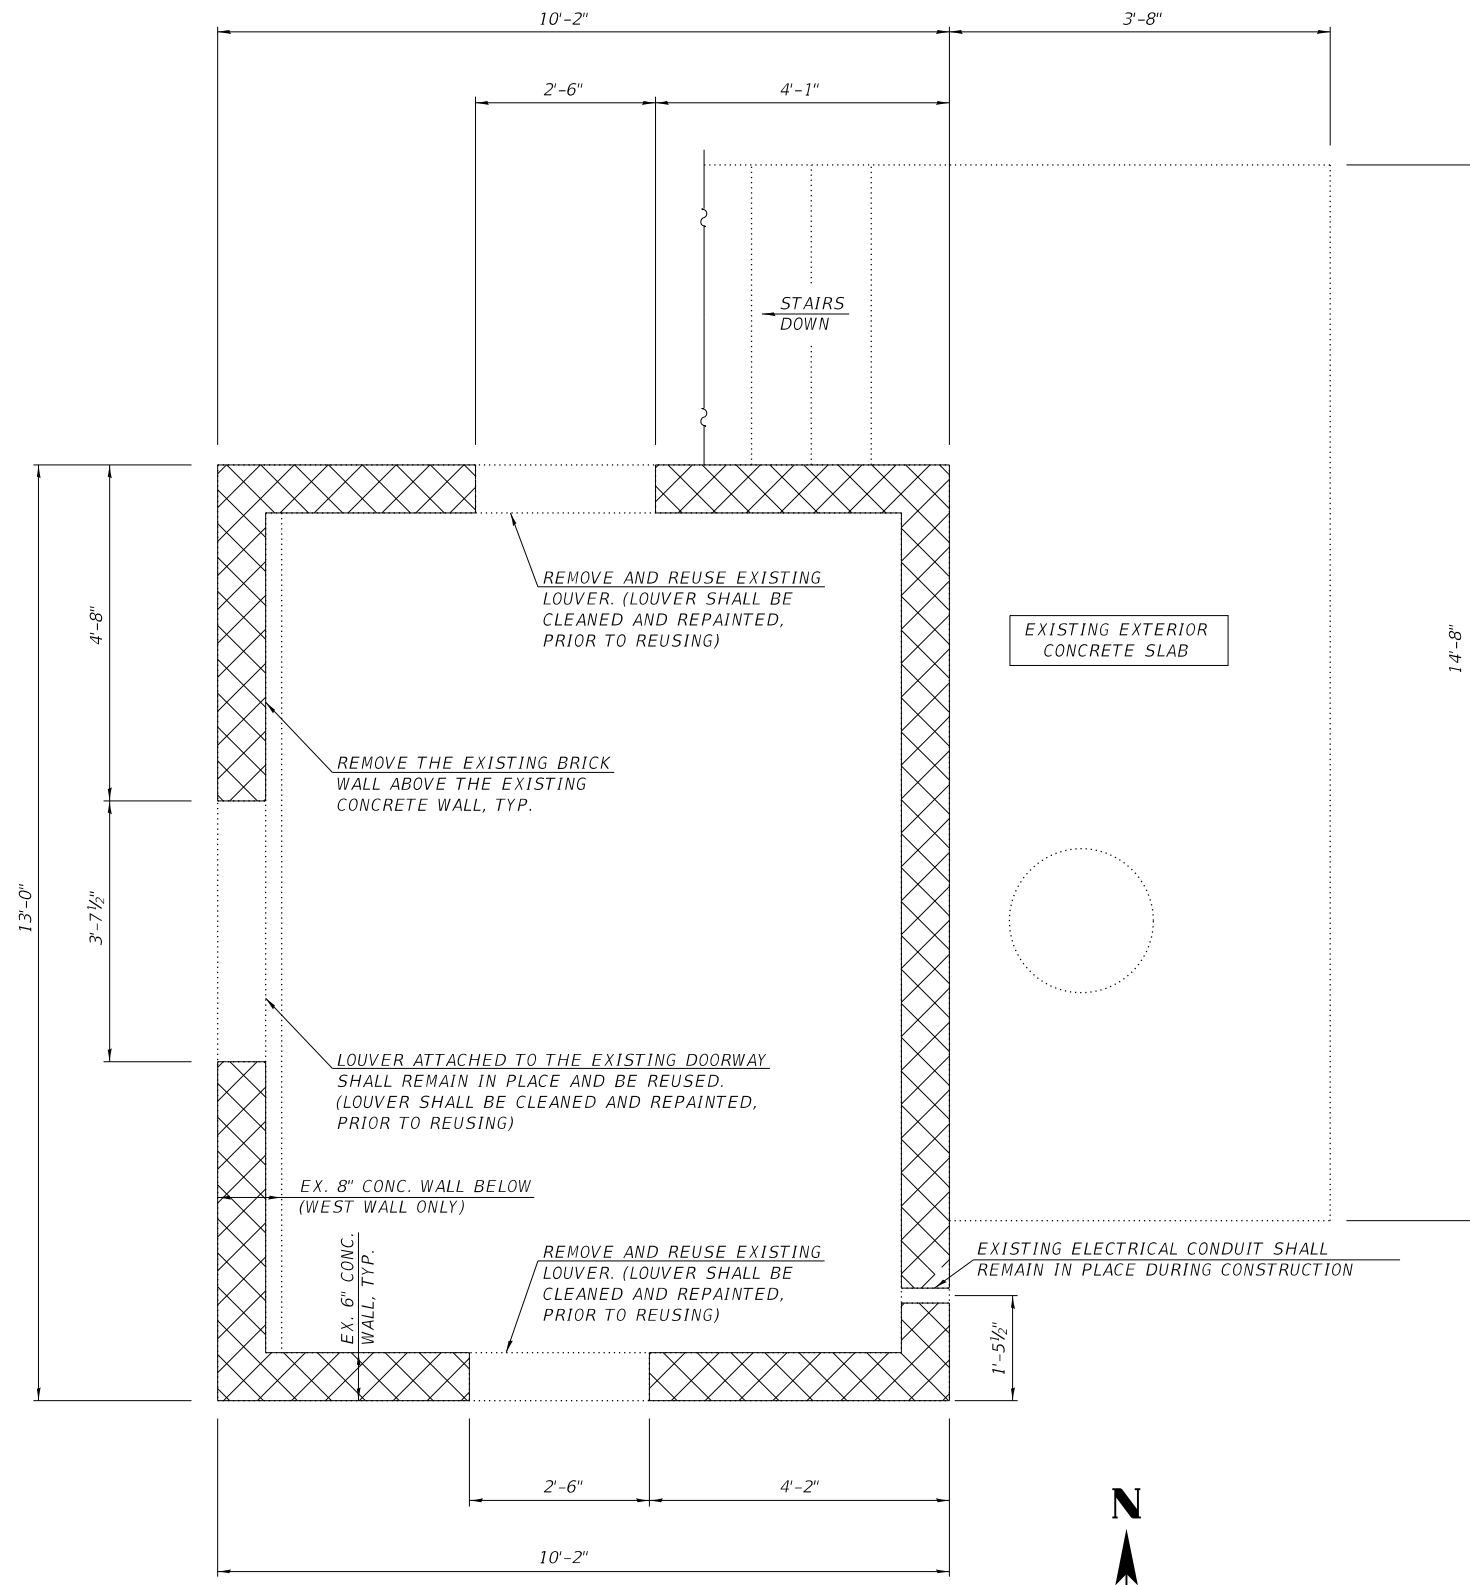 10'-2"
3'-8"
2'-6"
4'-1"
STAIRS
DOWN
REMOVE AND REUSE EXISTING
LOUVER. (LOUVER SHALL BE
CLEANED AND REPAINTED,
PRIOR TO REUSING)
4'-8"
EXISTING EXTERIOR
CONCRETE SLAB
14'-8"
REMOVE THE EXISTING BRICK
WALL ABOVE THE EXISTING
CONCRETE WALL, TYP.
13'-0"
3'-7½"
LOUVER ATTACHED TO THE EXISTING DOORWAY
SHALL REMAIN IN PLACE AND BE REUSED.
(LOUVER SHALL BE CLEANED AND REPAINTED,
PRIOR TO REUSING)
EX. 8" CONC. WALL BELOW
(WEST WALL ONLY)
EX. 6" CONC.
WALL, TYP.
REMOVE AND REUSE EXISTING
LOUVER. (LOUVER SHALL BE
CLEANED AND REPAINTED,
PRIOR TO REUSING)
EXISTING ELECTRICAL CONDUIT SHALL
REMAIN IN PLACE DURING CONSTRUCTION
1'-5½"
2'-6"
4'-2"
N
10'-2"